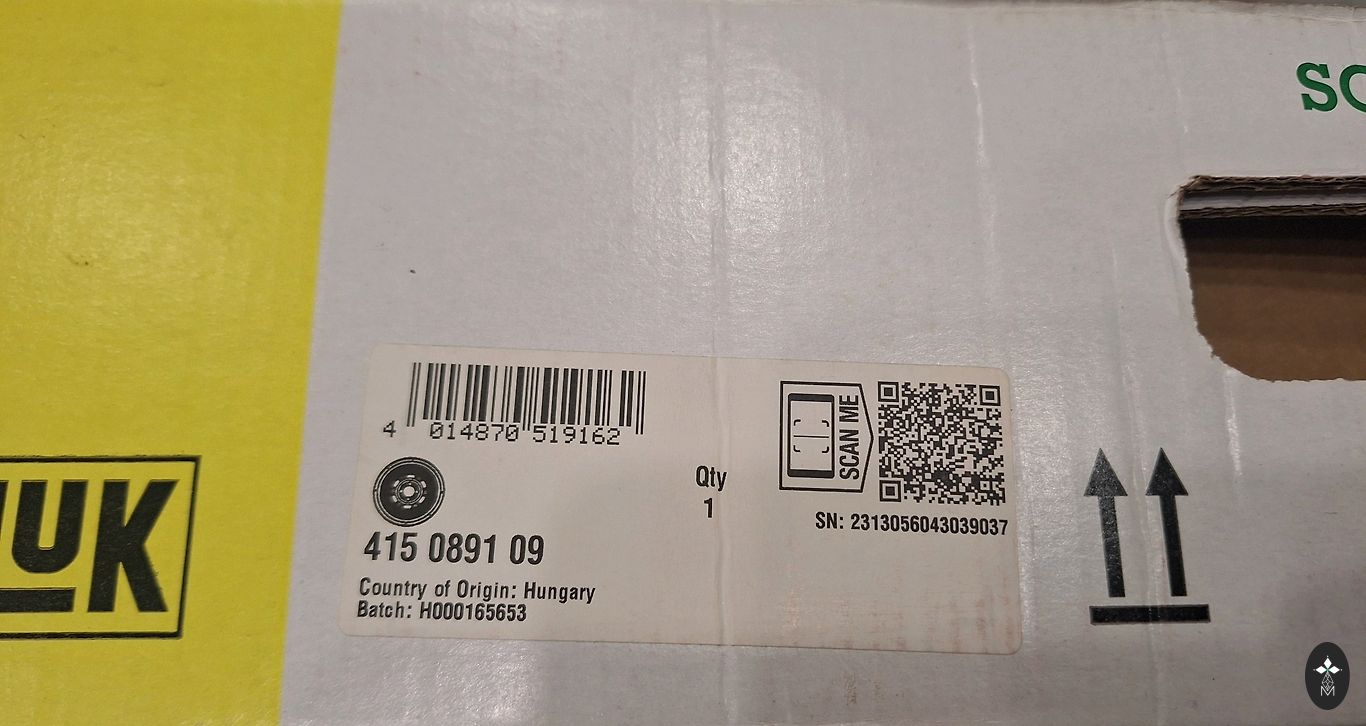 SC
4 014870 519162
SCAN ME
Qty
1
SN: 2313056043039037
415 0891 09
Country of Origin: Hungary
Batch: H000165653
UK
M